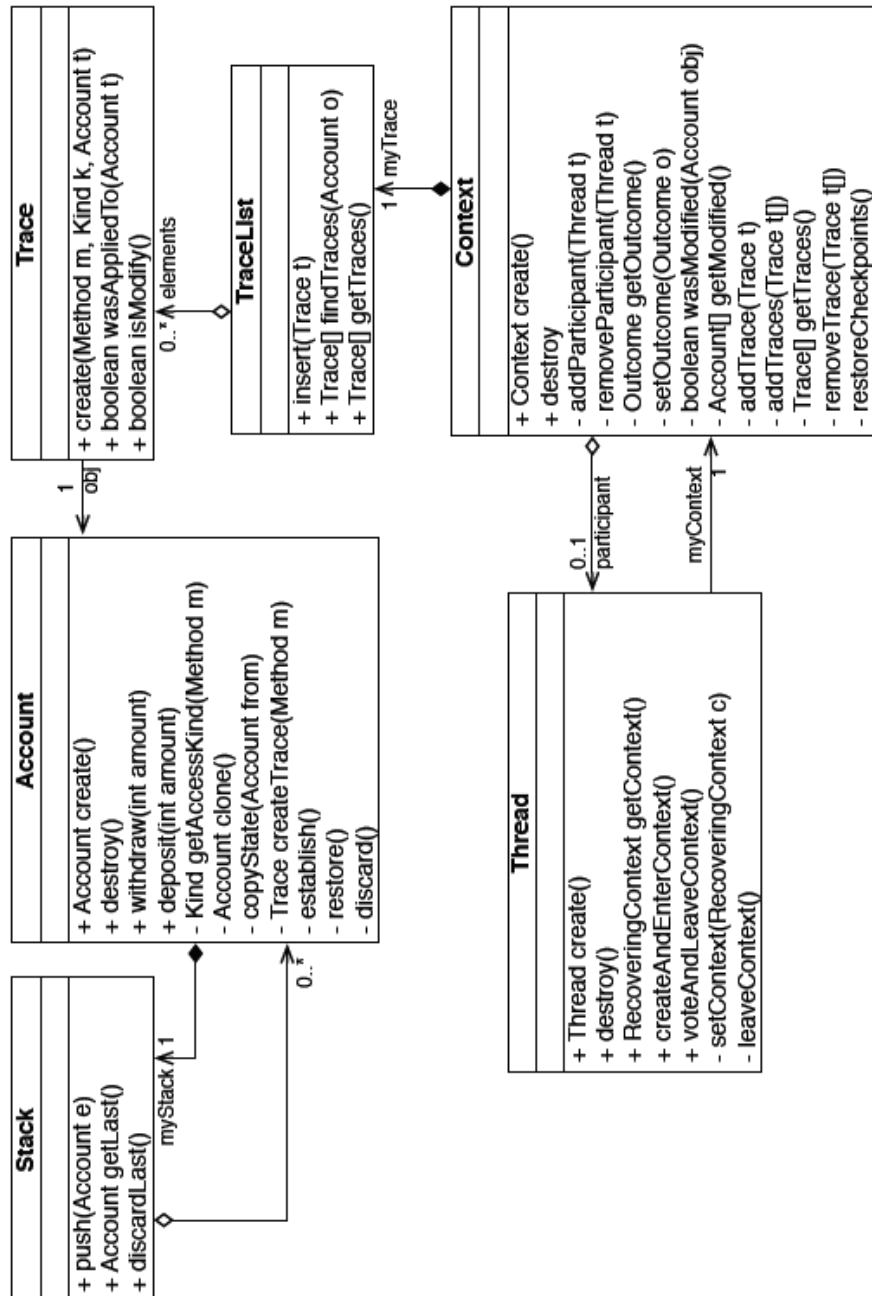 Stack
+ push(Account e)
+ Account getLast()
+ discardLast()
myStack
1
0..*
Account
+ Account create()
+ destroy()
+ withdraw(int amount)
+ deposit(int amount)
- Kind getAccessKind(Method m)
- Account clone()
- copyState(Account from)
- Trace createTrace(Method m)
- establish()
- restore()
- discard()
1
obj
Trace
+ create(Method m, Kind k, Account t)
+ boolean wasAppliedTo(Account t)
+ boolean isModify()
0..*
elements
TraceList
+ insert(Trace t)
+ Trace[] findTraces(Account o)
+ Trace[] getTraces()
1
myTrace
Thread
+ Thread create()
+ destroy()
+ RecoveringContext getContext()
+ createAndEnterContext()
+ voteAndLeaveContext()
- setContext(RecoveringContext c)
- leaveContext()
0..1
participant
myContext
1
Context
+ Context create()
+ destroy
- addParticipant(Thread t)
- removeParticipant(Thread t)
- Outcome getOutcome()
- setOutcome(Outcome o)
- boolean wasModified(Account obj)
- Account[] getModified()
- addTrace(Trace t)
- addTraces(Trace t[])
- Trace[] getTraces()
- removeTrace(Trace t[])
- restoreCheckpoints()